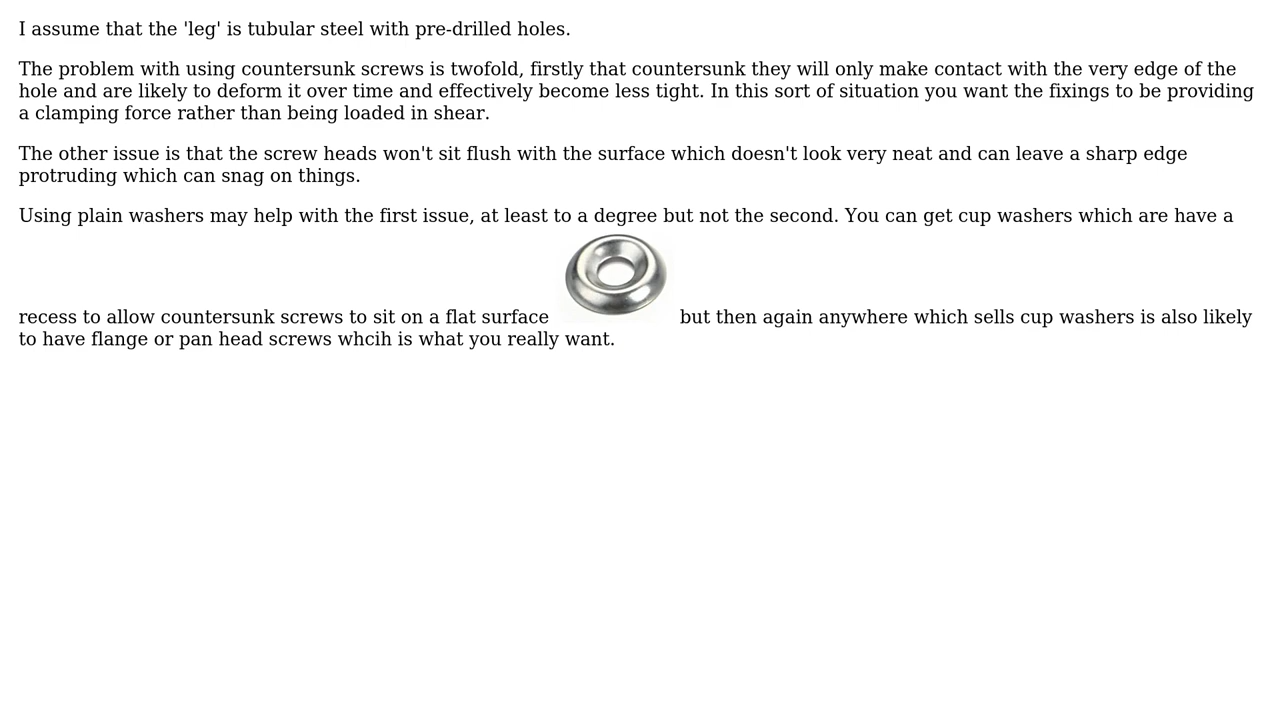 I assume that the 'leg' is tubular steel with pre-drilled holes.
The problem with using countersunk screws is twofold, firstly that countersunk they will only make contact with the very edge of the
hole and are likely to deform it over time and effectively become less tight. In this sort of situation you want the fixings to be providing
a clamping force rather than being loaded in shear.
The other issue is that the screw heads won't sit flush with the surface which doesn't look very neat and can leave a sharp edge
protruding which can snag on things.
Using plain washers may help with the first issue, at least to a degree but not the second. You can get cup washers which are have a
recess to allow countersunk screws to sit on a flat surface but then again anywhere which sells cup washers is also likely
to have flange or pan head screws whcih is what you really want.